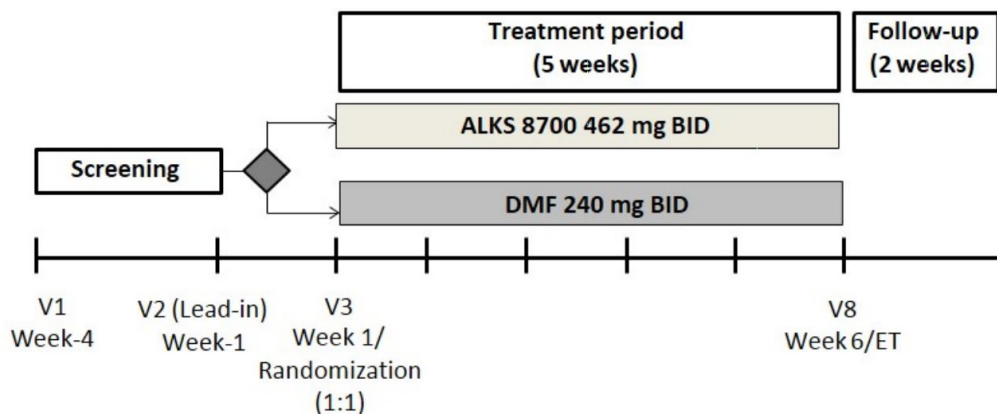 Treatment period
(5 weeks)
Follow-up
(2 weeks)
ALKS 8700 462 mg BID
Screening
DMF 240 mg BID
V1
Week-4
V2 (Lead-in)
Week-1
V3
Week 1/
Randomization
(1:1)
V8
Week 6/ET